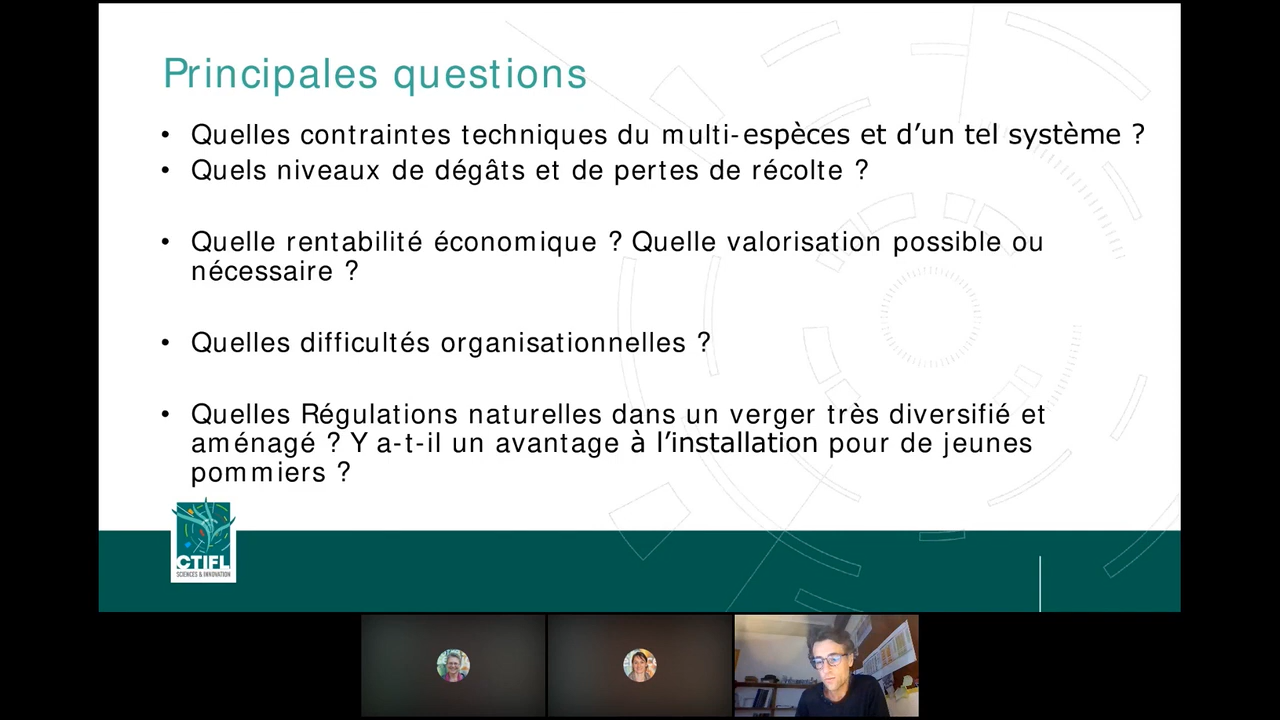 Principales questions
• Quelles contraintes techniques du multi-espèces et d’un tel système ?
• Quels niveaux de dégâts et de pertes de récolte ?
• Quelle rentabilité économique ? Quelle valorisation possible ou
nécessaire ?
• Quelles difficultés organisationnelles ?
• Quelles Régulations naturelles dans un verger très diversifié et
aménagé ? Y a-t-il un avantage à l’installation pour de jeunes
pommiers ?
CTIFL
SCIENCES & INNOVATION